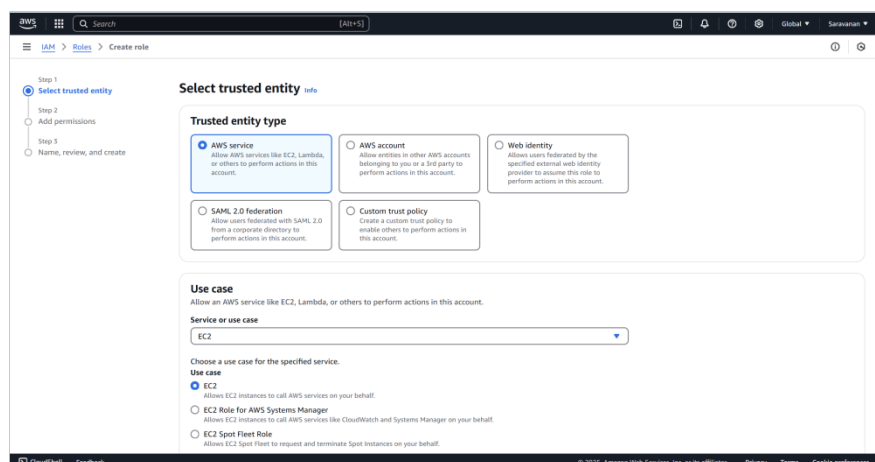 aws Search [Alt+S] Global ▼ Saravanan ▼
IAM > Roles > Create role
Step 1
Select trusted entity
Step 2
Add permissions
Step 3
Name, review, and create
Select trusted entity Info
Trusted entity type
AWS service
Allow AWS services like EC2, Lambda,
or others to perform actions in this
account.
AWS account
Allow entities in other AWS accounts
belonging to you or a 3rd party to
perform actions in this account.
Web identity
Allows users federated by the
specified external web identity
provider to assume this role to
perform actions in this account.
SAML 2.0 federation
Allow users federated with SAML 2.0
from a corporate directory to
perform actions in this account.
Custom trust policy
Create a custom trust policy to
enable others to perform actions in
this account.
Use case
Allow an AWS service like EC2, Lambda, or others to perform actions in this account.
Service or use case
EC2
Choose a use case for the specified service.
Use case
EC2
Allows EC2 instances to call AWS services on your behalf.
EC2 Role for AWS Systems Manager
Allows EC2 instances to call AWS services like CloudWatch and Systems Manager on your behalf.
EC2 Spot Fleet Role
Allows EC2 Spot Fleet to request and terminate Spot Instances on your behalf.
CloudShell Feedback © 2025, Amazon Web Services, Inc. or its affiliates. Privacy Terms Cookie preferences